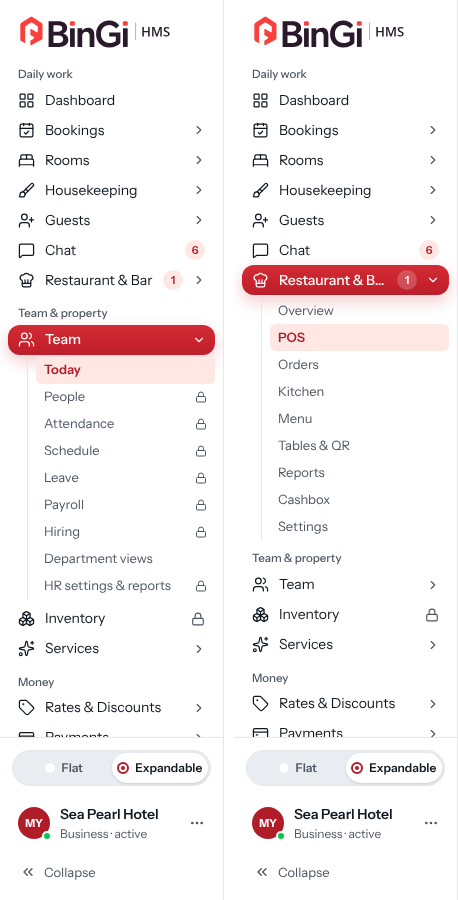 BinGi HMS
Daily work
Dashboard
Bookings
Rooms
Housekeeping
Guests
Chat 6
Restaurant & Bar 1
Team & property
Team
Today
People
Attendance
Schedule
Leave
Payroll
Hiring
Department views
HR settings & reports
Inventory
Services
Money
Rates & Discounts
Payments
Flat Expandable
MY Sea Pearl Hotel
Business · active
Collapse
BinGi HMS
Daily work
Dashboard
Bookings
Rooms
Housekeeping
Guests
Chat 6
Restaurant & B... 1
Overview
POS
Orders
Kitchen
Menu
Tables & QR
Reports
Cashbox
Settings
Team & property
Team
Inventory
Services
Money
Rates & Discounts
Payments
Flat Expandable
MY Sea Pearl Hotel
Business · active
Collapse